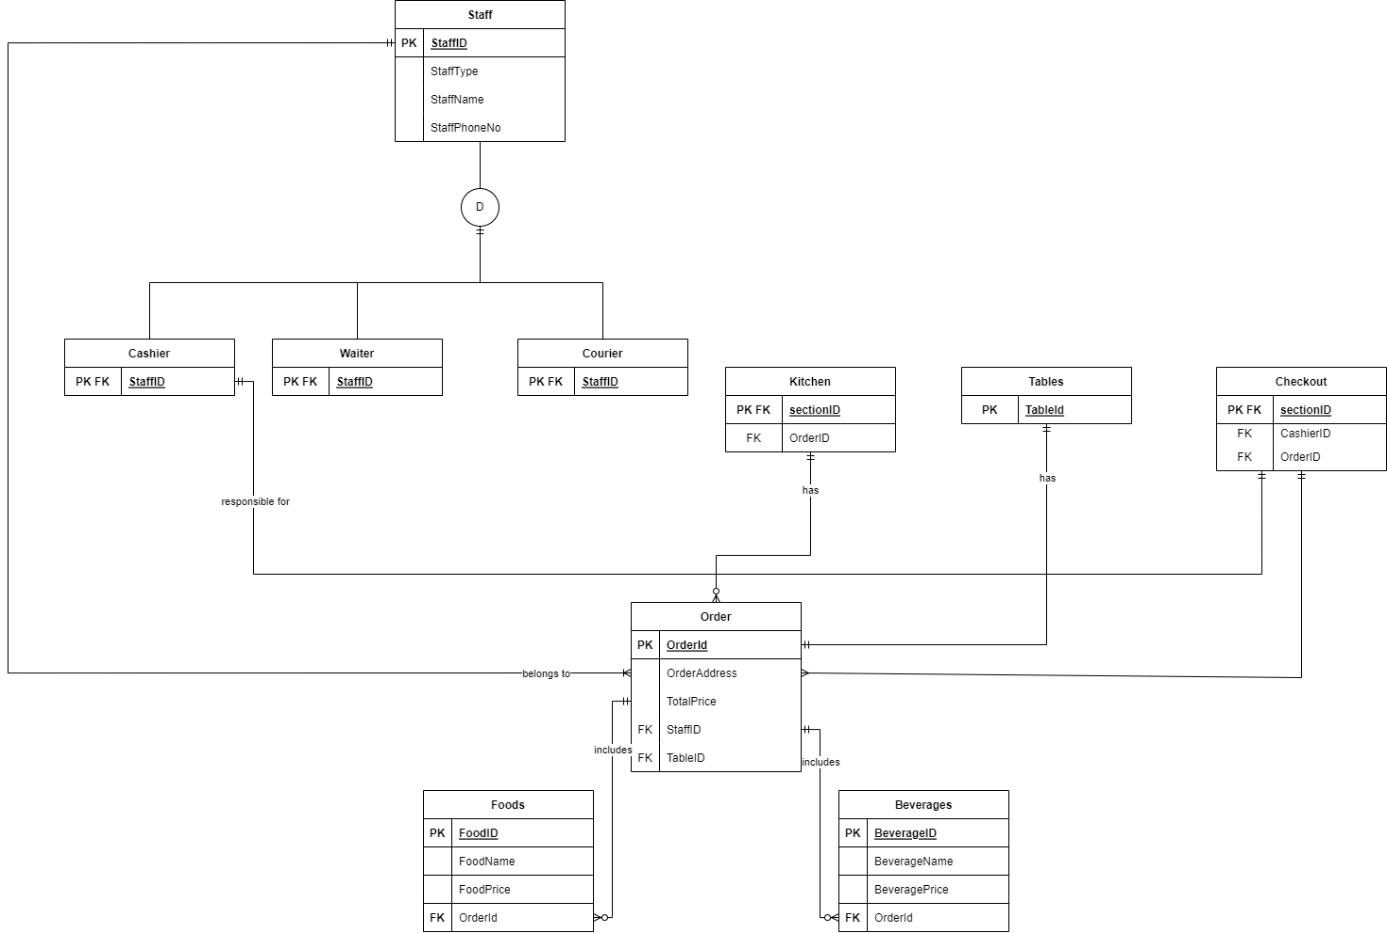 Staff
PK StaffID
StaffType
StaffName
StaffPhoneNo
D
Cashier
PK FK StaffID
Waiter
PK FK StaffID
Courier
PK FK StaffID
Kitchen
PK FK sectionID
FK OrderID
Tables
PK TableId
Checkout
PK FK sectionID
FK CashierID
FK OrderID
responsible for
has
has
Order
PK OrderId
OrderAddress
TotalPrice
FK StaffID
FK TableID
belongs to
includes
includes
Foods
PK FoodID
FoodName
FoodPrice
FK OrderId
Beverages
PK BeverageID
BeverageName
BeveragePrice
FK OrderId